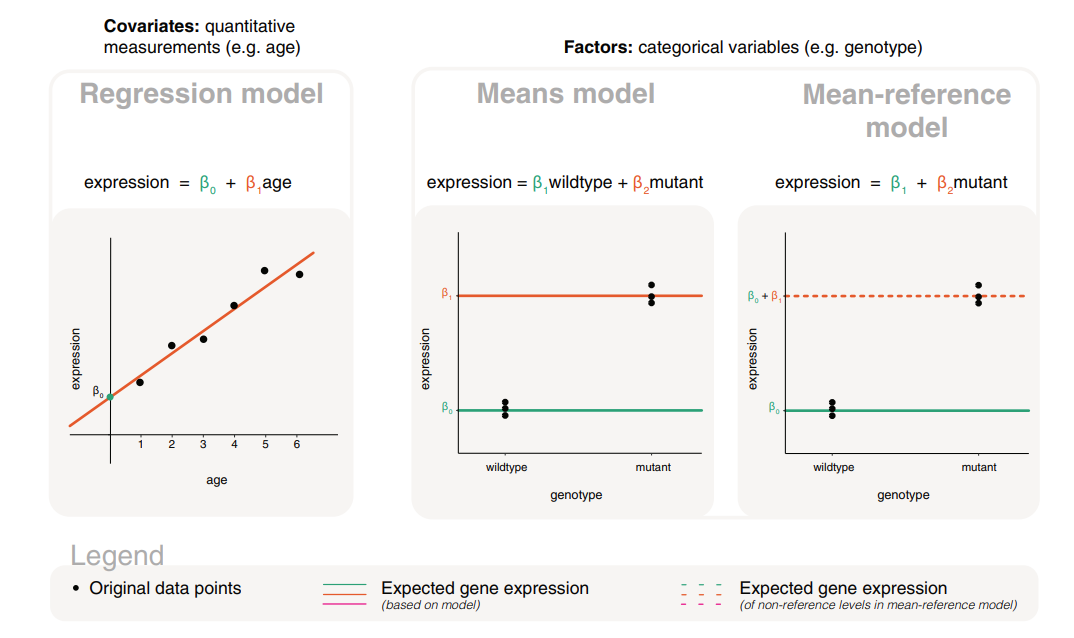 Covariates: quantitative
measurements (e.g. age)
Factors: categorical variables (e.g. genotype)
Regression model
Means model
Mean-reference
model
expression = β₀ + β₁age
expression = β₁wildtype + β₂mutant
expression = β₁ + β₂mutant
expression
β₀
1 2 3 4 5 6
age
expression
β₁
β₀
wildtype mutant
genotype
expression
β₀ + β₁
β₀
wildtype mutant
genotype
Legend
• Original data points
Expected gene expression
(based on model)
Expected gene expression
(of non-reference levels in mean-reference model)